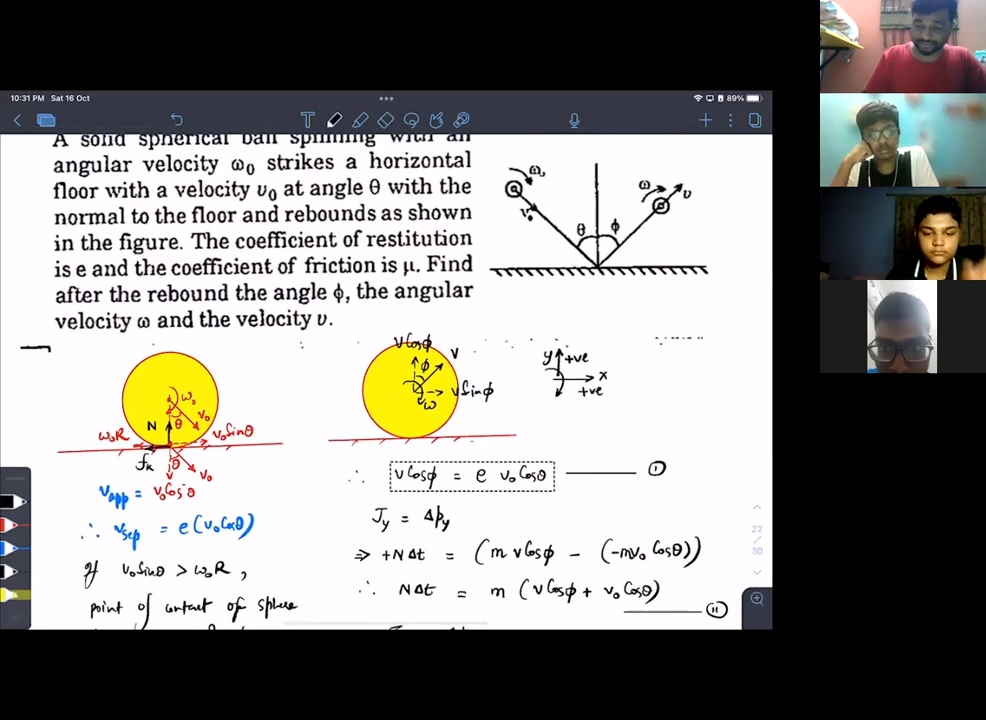 10:31 PM Sat 16 Oct
89%
A solid spherical ball spinning with an
angular velocity ω₀ strikes a horizontal
floor with a velocity υ₀ at angle θ with the
normal to the floor and rebounds as shown
in the figure. The coefficient of restitution
is e and the coefficient of friction is μ. Find
after the rebound the angle ϕ, the angular
velocity ω and the velocity υ.
ω₀
v₀
θ
ϕ
ω
υ
N
ω₀
θ
v₀
ω₀R
v₀ sinθ
fk
θ
v₀
v₀ Cosθ
v Cosϕ
v
ϕ
v sinϕ
ω
y
+ve
x
+ve
Vapp = v₀ Cosθ
∴ Vsep = e(v₀ Cosθ)
If v₀ sinθ > ω₀R,
point of contact of sphere
∴ v Cosϕ = e v₀ Cosθ —— I
Jy = Δpy
⇒ +NΔt = (m v Cosϕ − (−mv₀ Cosθ))
∴ NΔt = m (v Cosϕ + v₀ Cosθ)
—— II
22
30